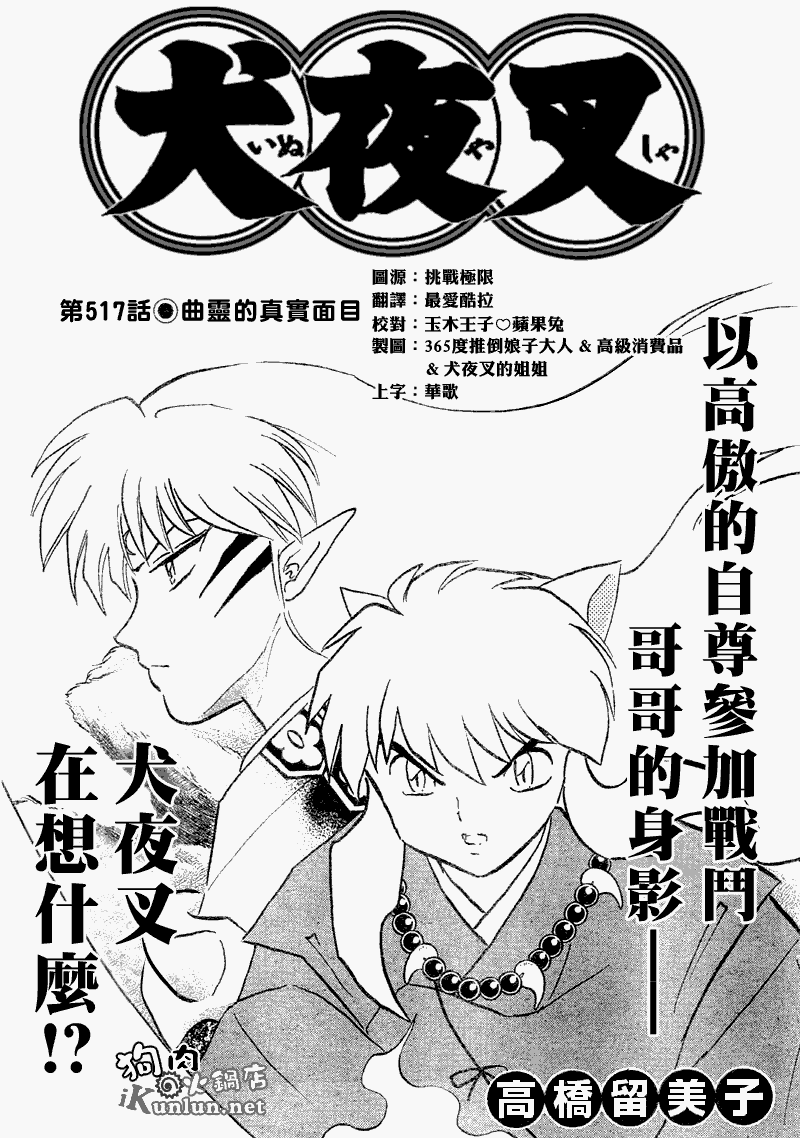 犬夜叉
いぬ や しゃ
第517話◉曲靈的真實面目
圖源：挑戰極限
翻譯：最愛酷拉
校對：玉木王子♡蘋果兔
製圖：365度推倒娘子大人 & 高級消費品
& 犬夜叉的姐姐
上字：華歌
以高傲的自尊參加戰鬥
哥哥的身影——
犬夜叉
在想什麼!?
狗肉火鍋店
iKunlun.net
高橋留美子